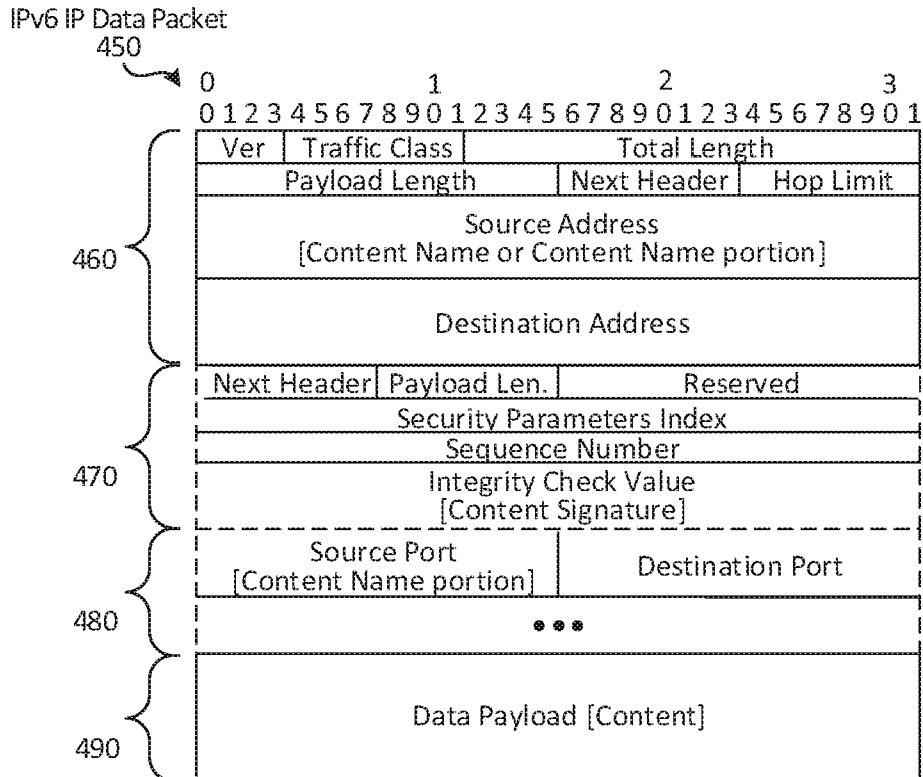 IPv6 IP Data Packet
450
0 1 2 3
0 1 2 3 4 5 6 7 8 9 0 1 2 3 4 5 6 7 8 9 0 1 2 3 4 5 6 7 8 9 0 1
Ver Traffic Class Total Length
Payload Length Next Header Hop Limit
Source Address
[Content Name or Content Name portion]
460
Destination Address
Next Header Payload Len. Reserved
Security Parameters Index
Sequence Number
470
Integrity Check Value
[Content Signature]
Source Port
[Content Name portion]
Destination Port
480
•••
Data Payload [Content]
490